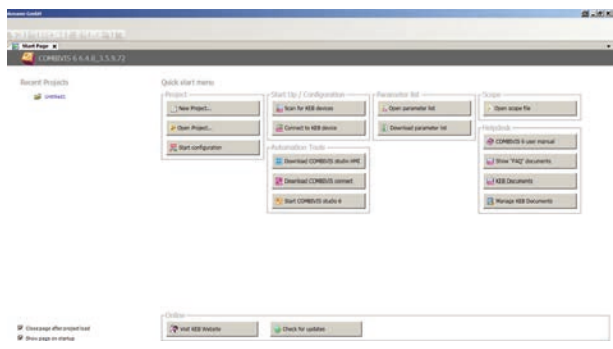 Start Page
COMBIVIS 6 6.4.0_3.5.9.72
Recent Projects
Untitled1
Quick start menu
Project
New Project...
Open Project...
Start configuration
Start Up / Configuration
Scan for KEB devices
Connect to KEB device
Automation Tools
Download COMBIVIS studio HMI
Download COMBIVIS connect
Start COMBIVIS studio 6
Parameter list
Open parameter list
Download parameter list
Scope
Open scope file
Helpdesk
COMBIVIS 6 user manual
Show "FAQ" documents
KEB Documents
Manage KEB Documents
Online
Visit KEB Website
Check for updates
Close page after project load
Show page on startup